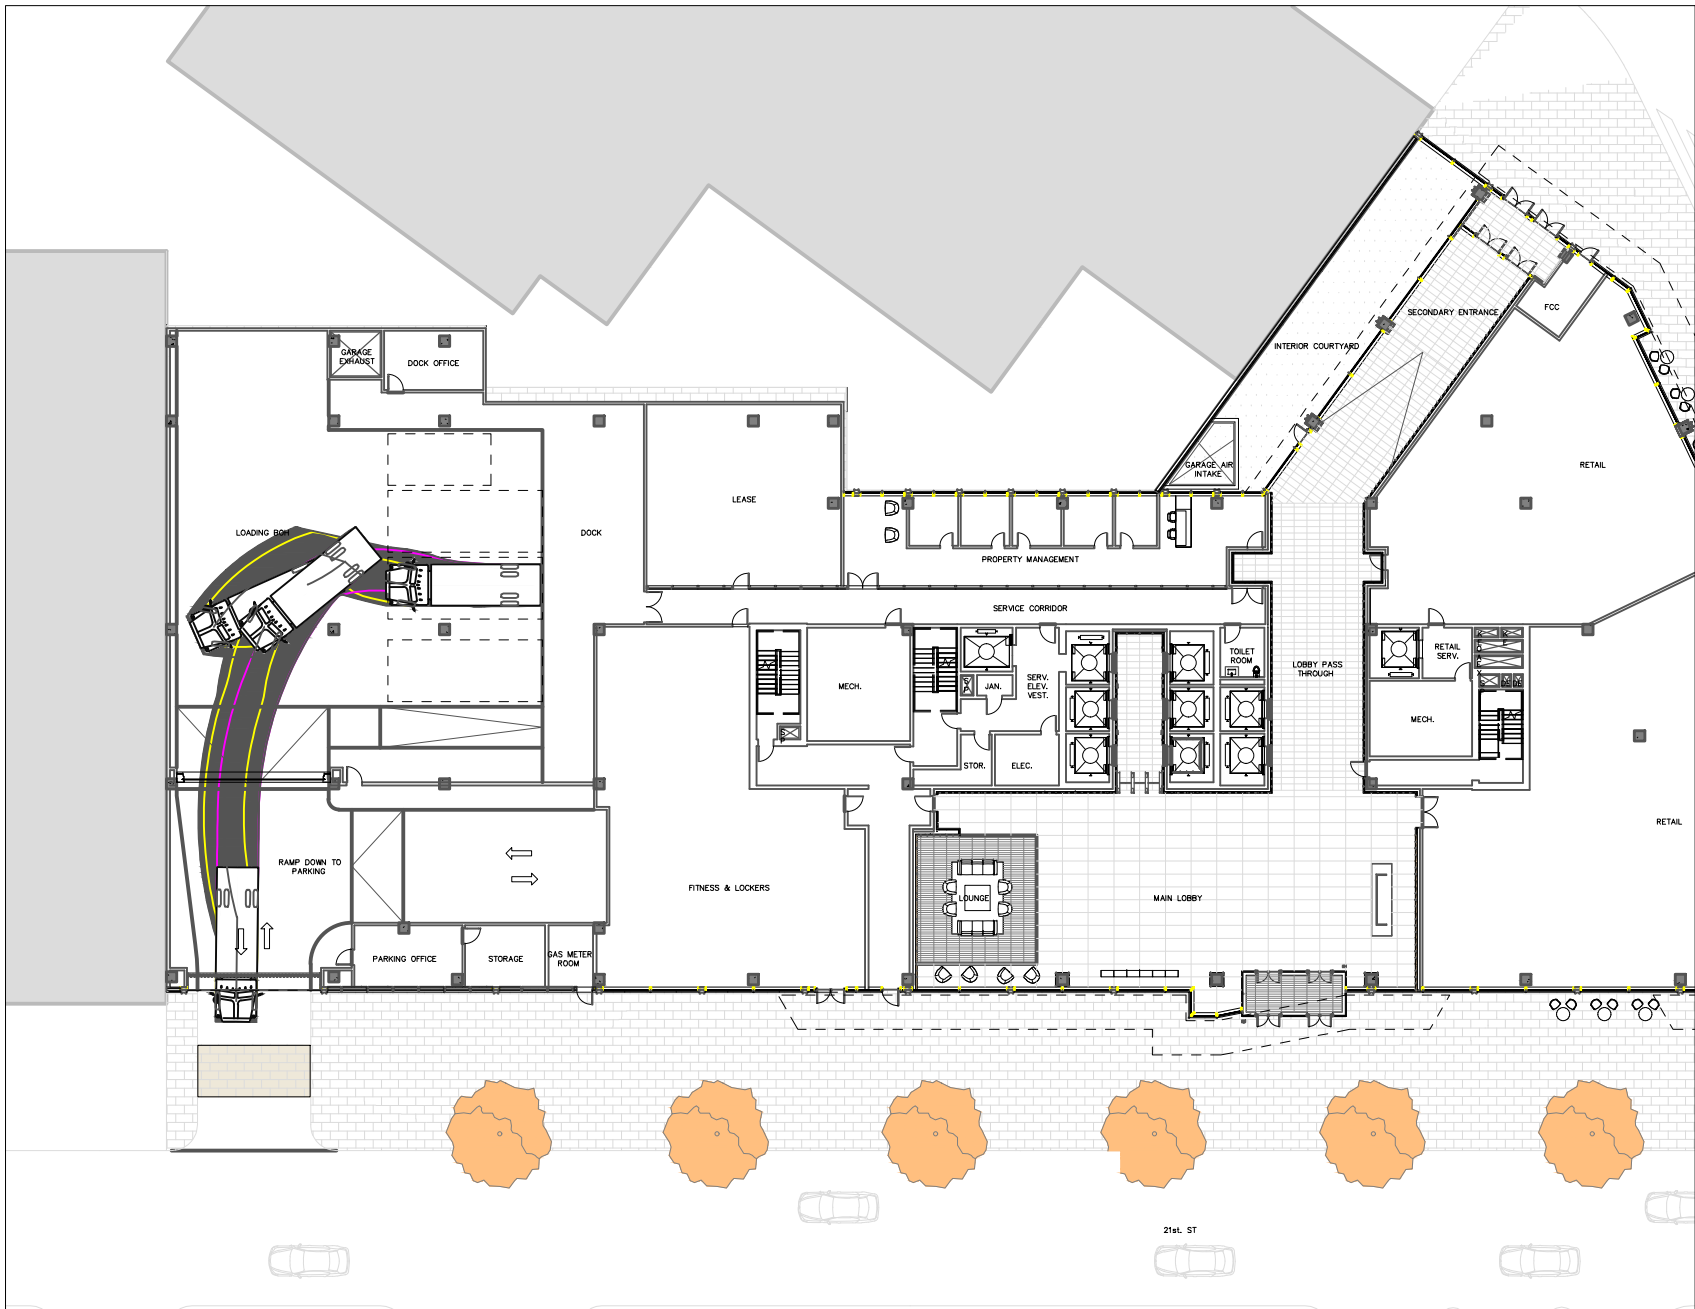 SECONDARY ENTRANCE
FCC
INTERIOR COURTYARD
GARAGE
EXHAUST
DOCK OFFICE
RETAIL
GARAGE AIR
INTAKE
LEASE
LOADING BOH
DOCK
PROPERTY MANAGEMENT
SERVICE CORRIDOR
TOILET
ROOM
RETAIL
SERV.
LOBBY PASS
THROUGH
MECH.
JAN.
SERV.
ELEV.
VEST.
MECH.
STOR.
ELEC.
RETAIL
RAMP DOWN TO
PARKING
FITNESS & LOCKERS
LOUNGE
MAIN LOBBY
PARKING OFFICE
STORAGE
GAS METER
ROOM
21st. ST